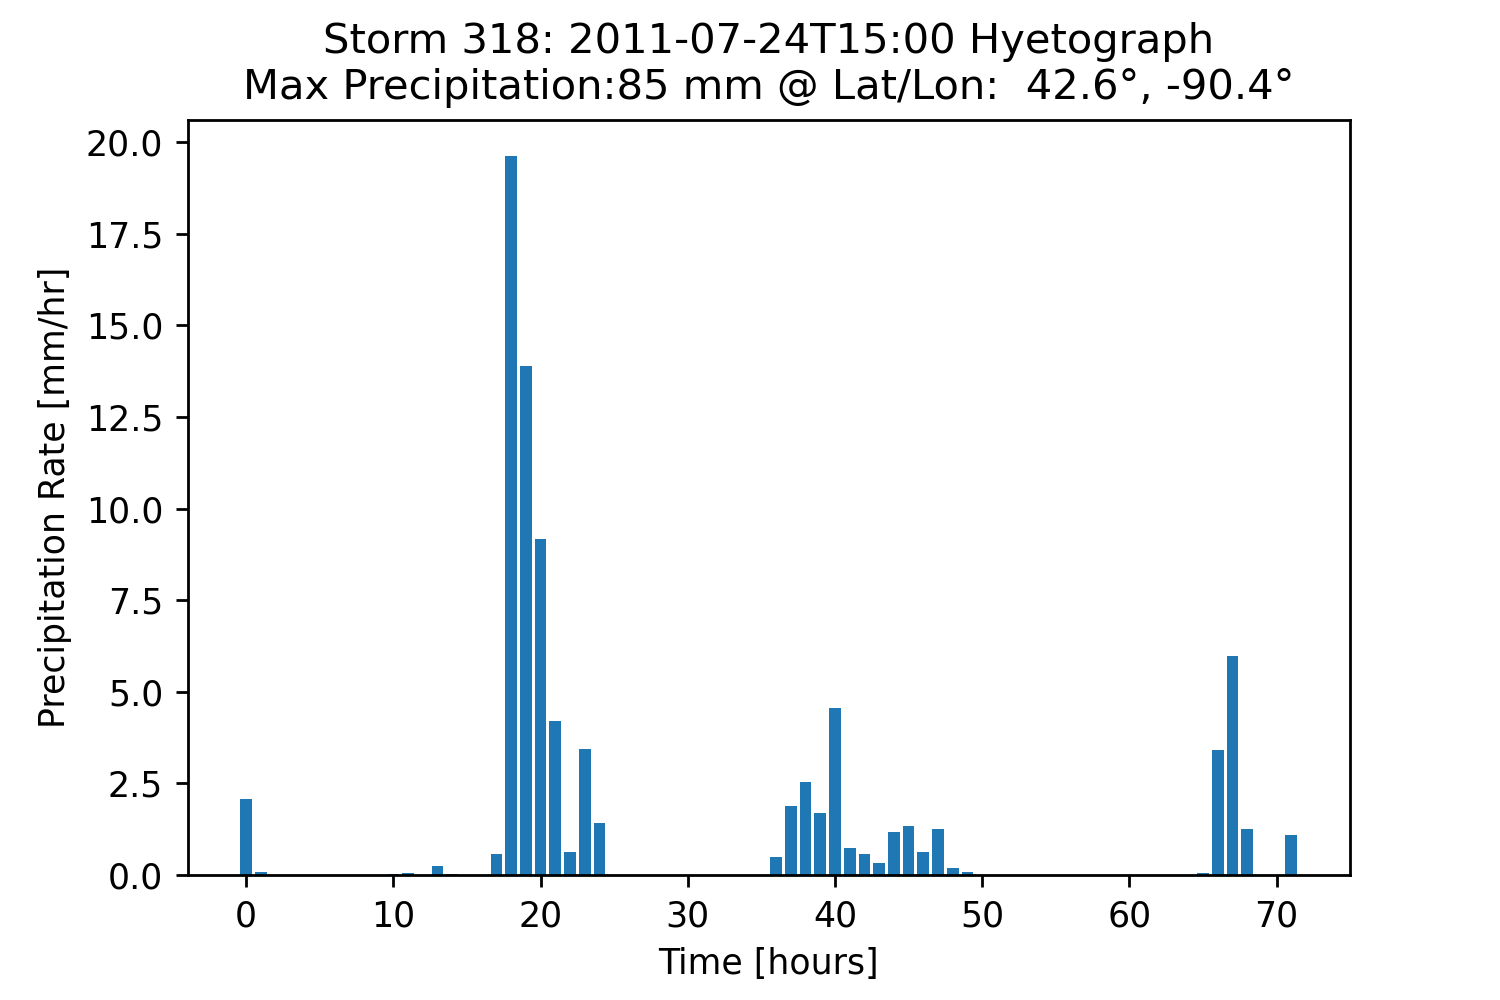 Storm 318: 2011-07-24T15:00 Hyetograph
Max Precipitation:85 mm @ Lat/Lon:  42.6°, -90.4°
Precipitation Rate [mm/hr]
20.0
17.5
15.0
12.5
10.0
7.5
5.0
2.5
0.0
0 10 20 30 40 50 60 70
Time [hours]